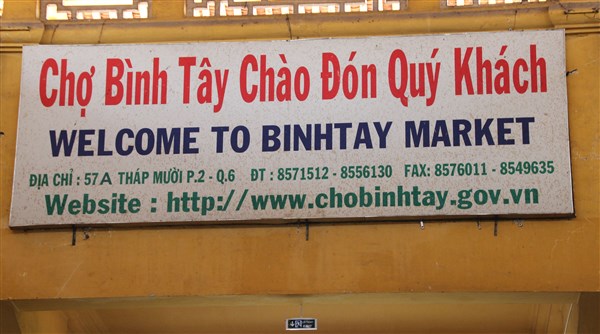 Chợ Bình Tây Chào Đón Quý Khách
WELCOME TO BINHTAY MARKET
ĐỊA CHỈ : 57A THÁP MƯỜI P.2 - Q.6 ĐT : 8571512 - 8556130 FAX: 8576011 - 8549635
Website : http://www.chobinhtay.gov.vn